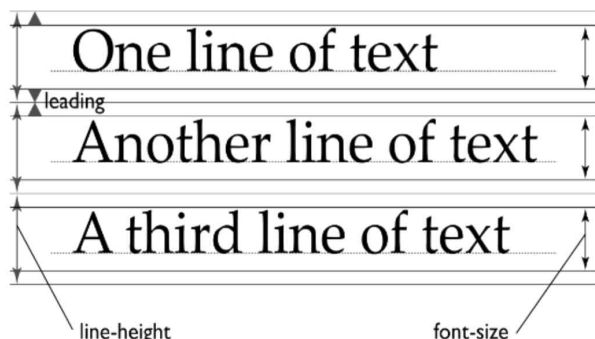 One line of text
leading
Another line of text
A third line of text
line-height
font-size